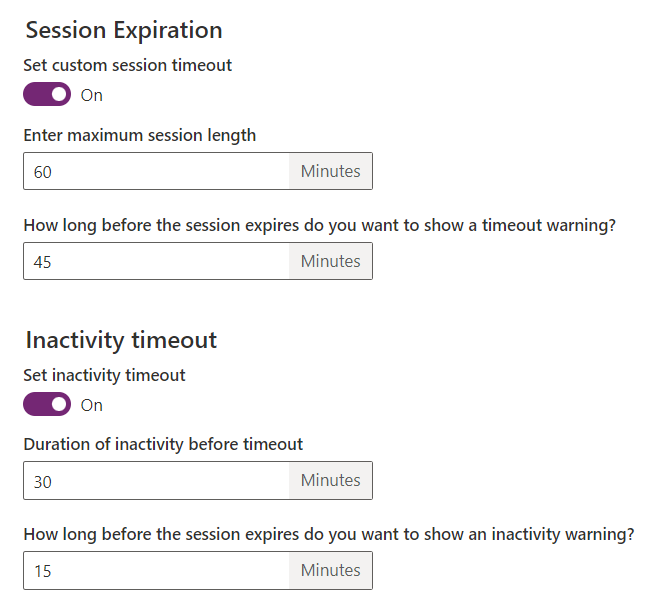 Session Expiration
Set custom session timeout
On
Enter maximum session length
60 Minutes
How long before the session expires do you want to show a timeout warning?
45 Minutes
Inactivity timeout
Set inactivity timeout
On
Duration of inactivity before timeout
30 Minutes
How long before the session expires do you want to show an inactivity warning?
15 Minutes